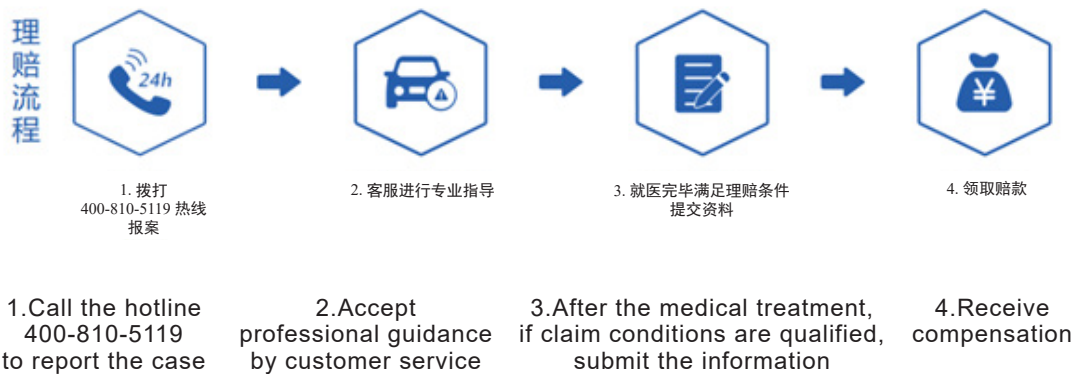 理赔流程
24h
¥
1. 拨打
400-810-5119 热线
报案
2. 客服进行专业指导
3. 就医完毕满足理赔条件
提交资料
4. 领取赔款
1.Call the hotline
400-810-5119
to report the case
2.Accept
professional guidance
by customer service
3.After the medical treatment,
if claim conditions are qualified,
submit the information
4.Receive
compensation